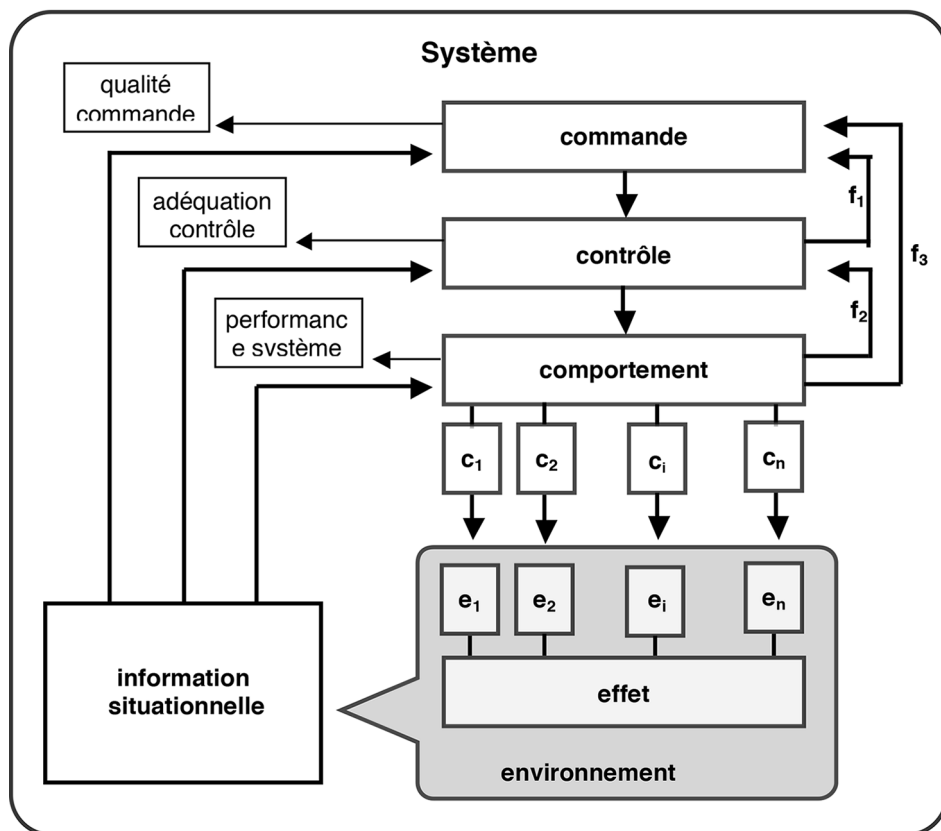 Système
qualité
commande
commande
f₁
adéquation
contrôle
contrôle
f₃
f₂
performanc
e système
comportement
c₁ c₂ cᵢ cₙ
e₁ e₂ eᵢ eₙ
information
situationnelle
effet
environnement